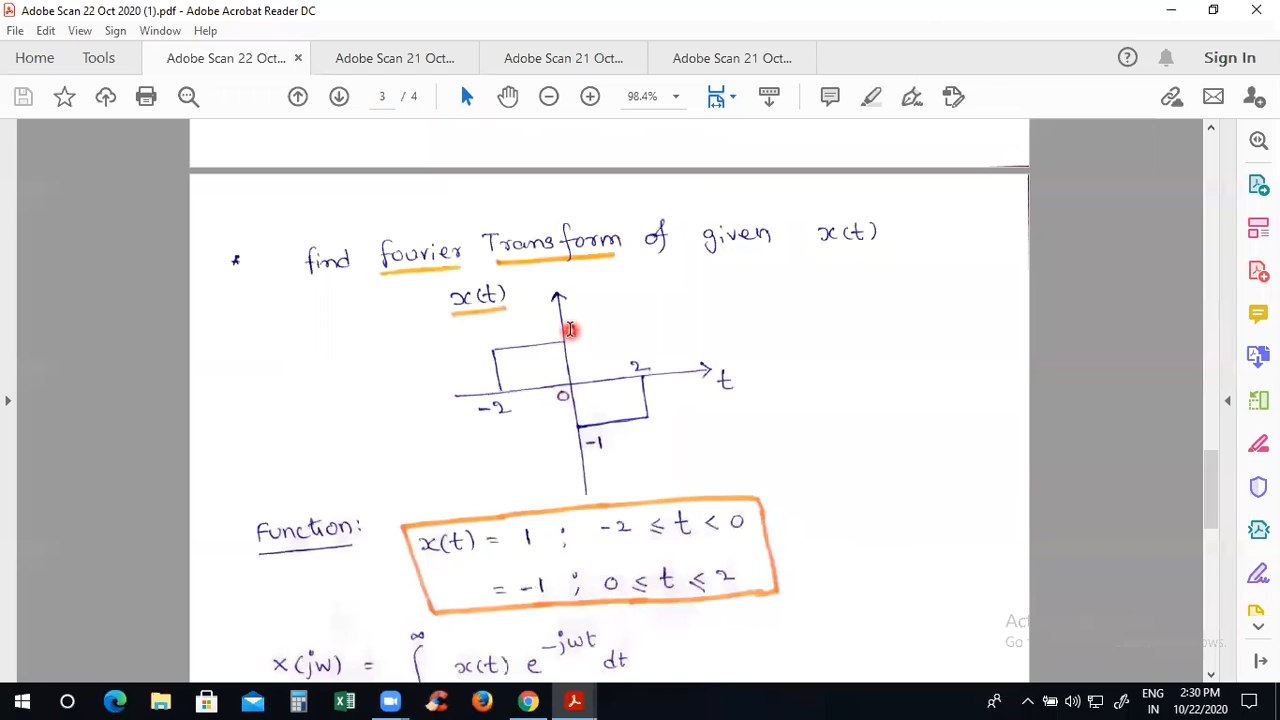 Adobe Scan 22 Oct 2020 (1).pdf - Adobe Acrobat Reader DC
File Edit View Sign Window Help
Home Tools Adobe Scan 22 Oct... × Adobe Scan 21 Oct... Adobe Scan 21 Oct... Adobe Scan 21 Oct... Sign In
3 / 4 98.4%
* find fourier Transform of given x(t)
x(t)
2
t
0
-2
-1
Function:
x(t) = 1 ; -2 ≤ t < 0
= -1 ; 0 ≤ t ≤ 2
∞
X(jw) = ∫ x(t) e^-jwt dt
ENG 2:30 PM
IN 10/22/2020